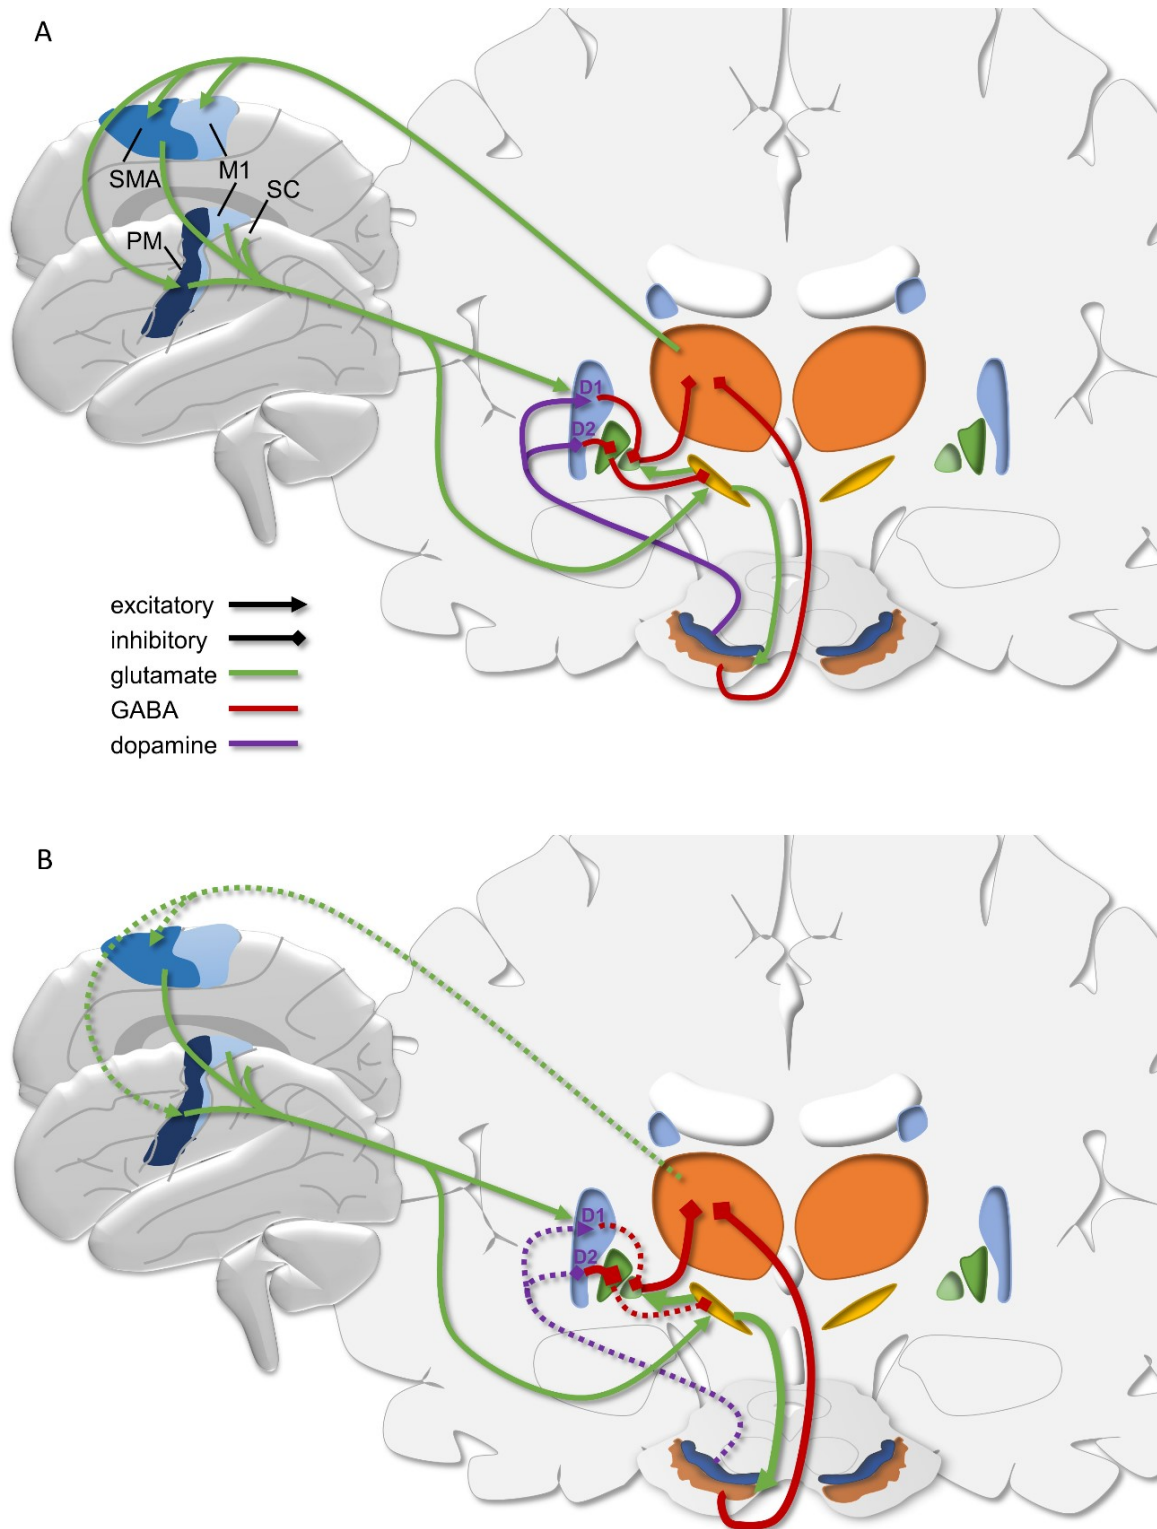 A
SMA
M1
SC
PM
D1
D2
excitatory
inhibitory
glutamate
GABA
dopamine
B
D1
D2